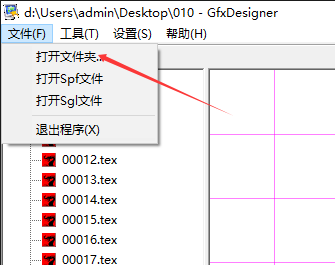 d:\Users\admin\Desktop\010 - GfxDesigner
文件(F) 工具(T) 设置(S) 帮助(H)
打开文件夹...
打开Spf文件
打开Sgl文件
退出程序(X)
00012.tex
00013.tex
00014.tex
00015.tex
00016.tex
00017.tex